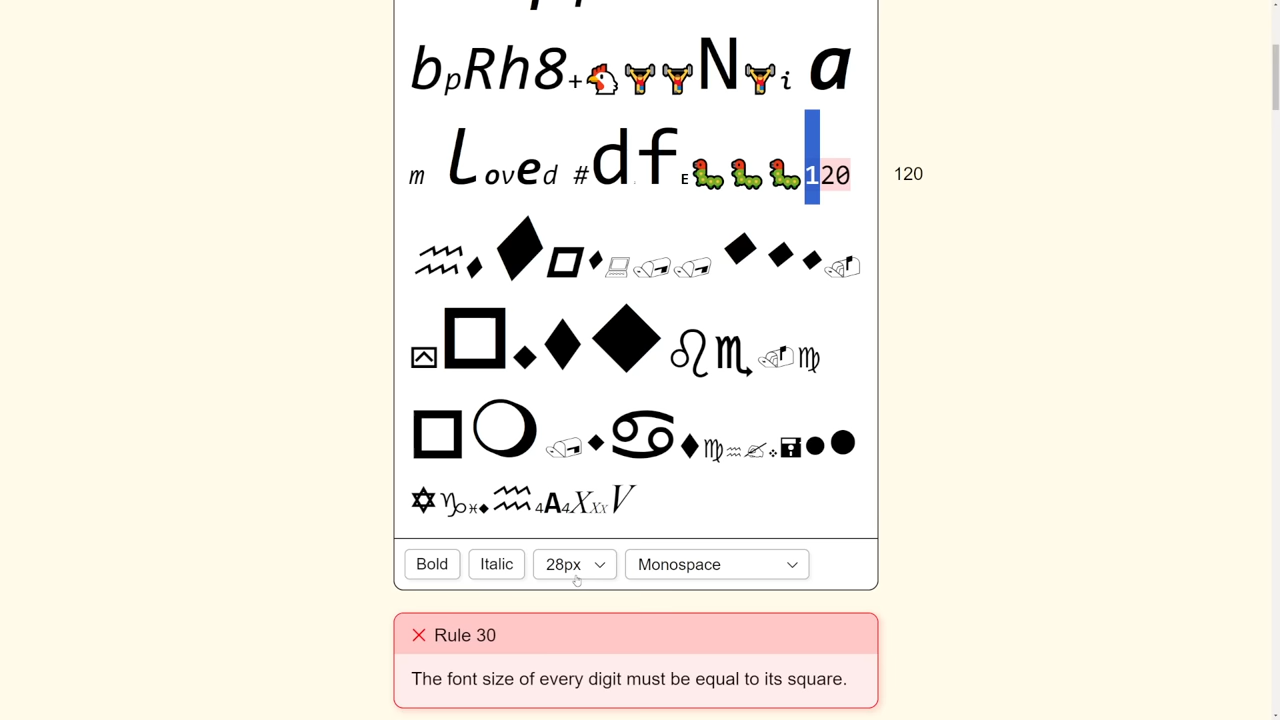 bpRh8+🐔🏋️🏋️N🏋️i a
m Loved #dfE🐛🐛🐛120
120
4A4XXXV
Bold
Italic
28px
Monospace
Rule 30
The font size of every digit must be equal to its square.